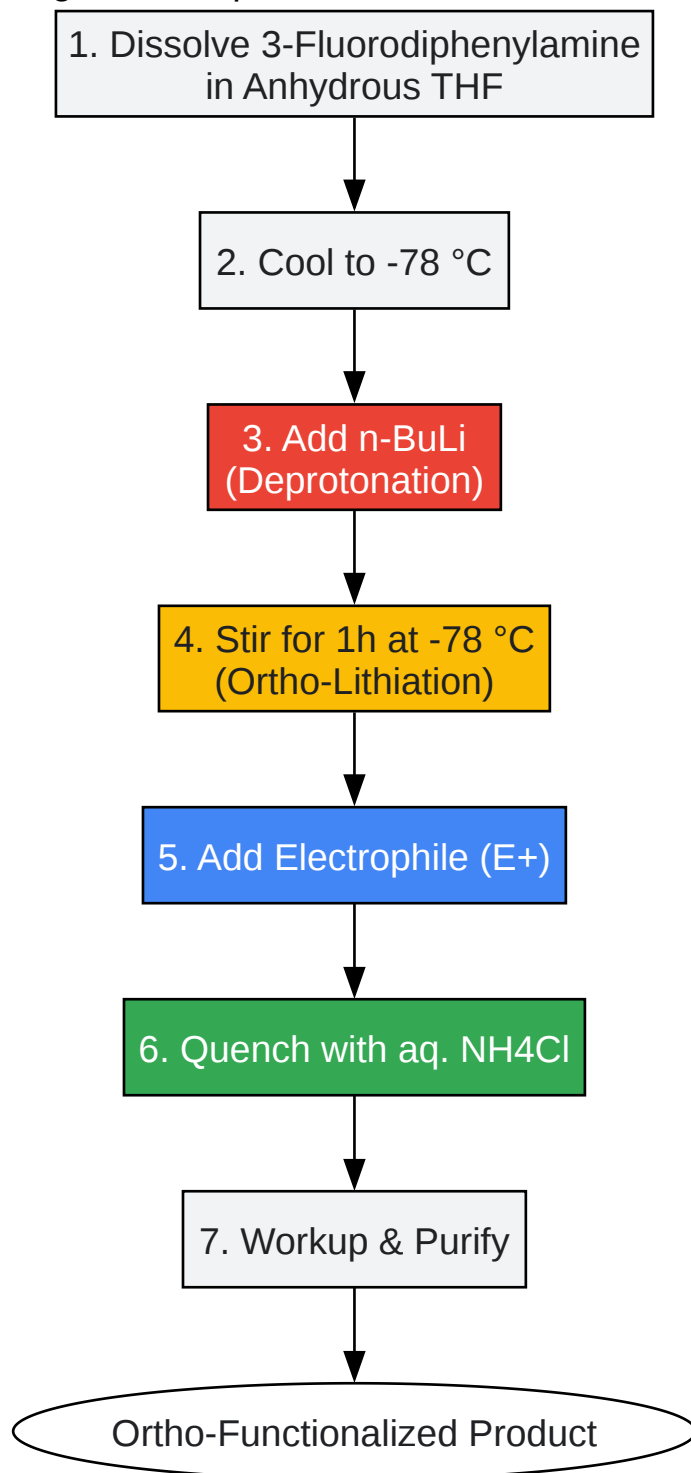 1. Dissolve 3-Fluorodiphenylamine
in Anhydrous THF
2. Cool to -78 °C
3. Add n-BuLi
(Deprotonation)
4. Stir for 1h at -78 °C
(Ortho-Lithiation)
5. Add Electrophile (E+)
6. Quench with aq. NH4Cl
7. Workup & Purify
Ortho-Functionalized Product